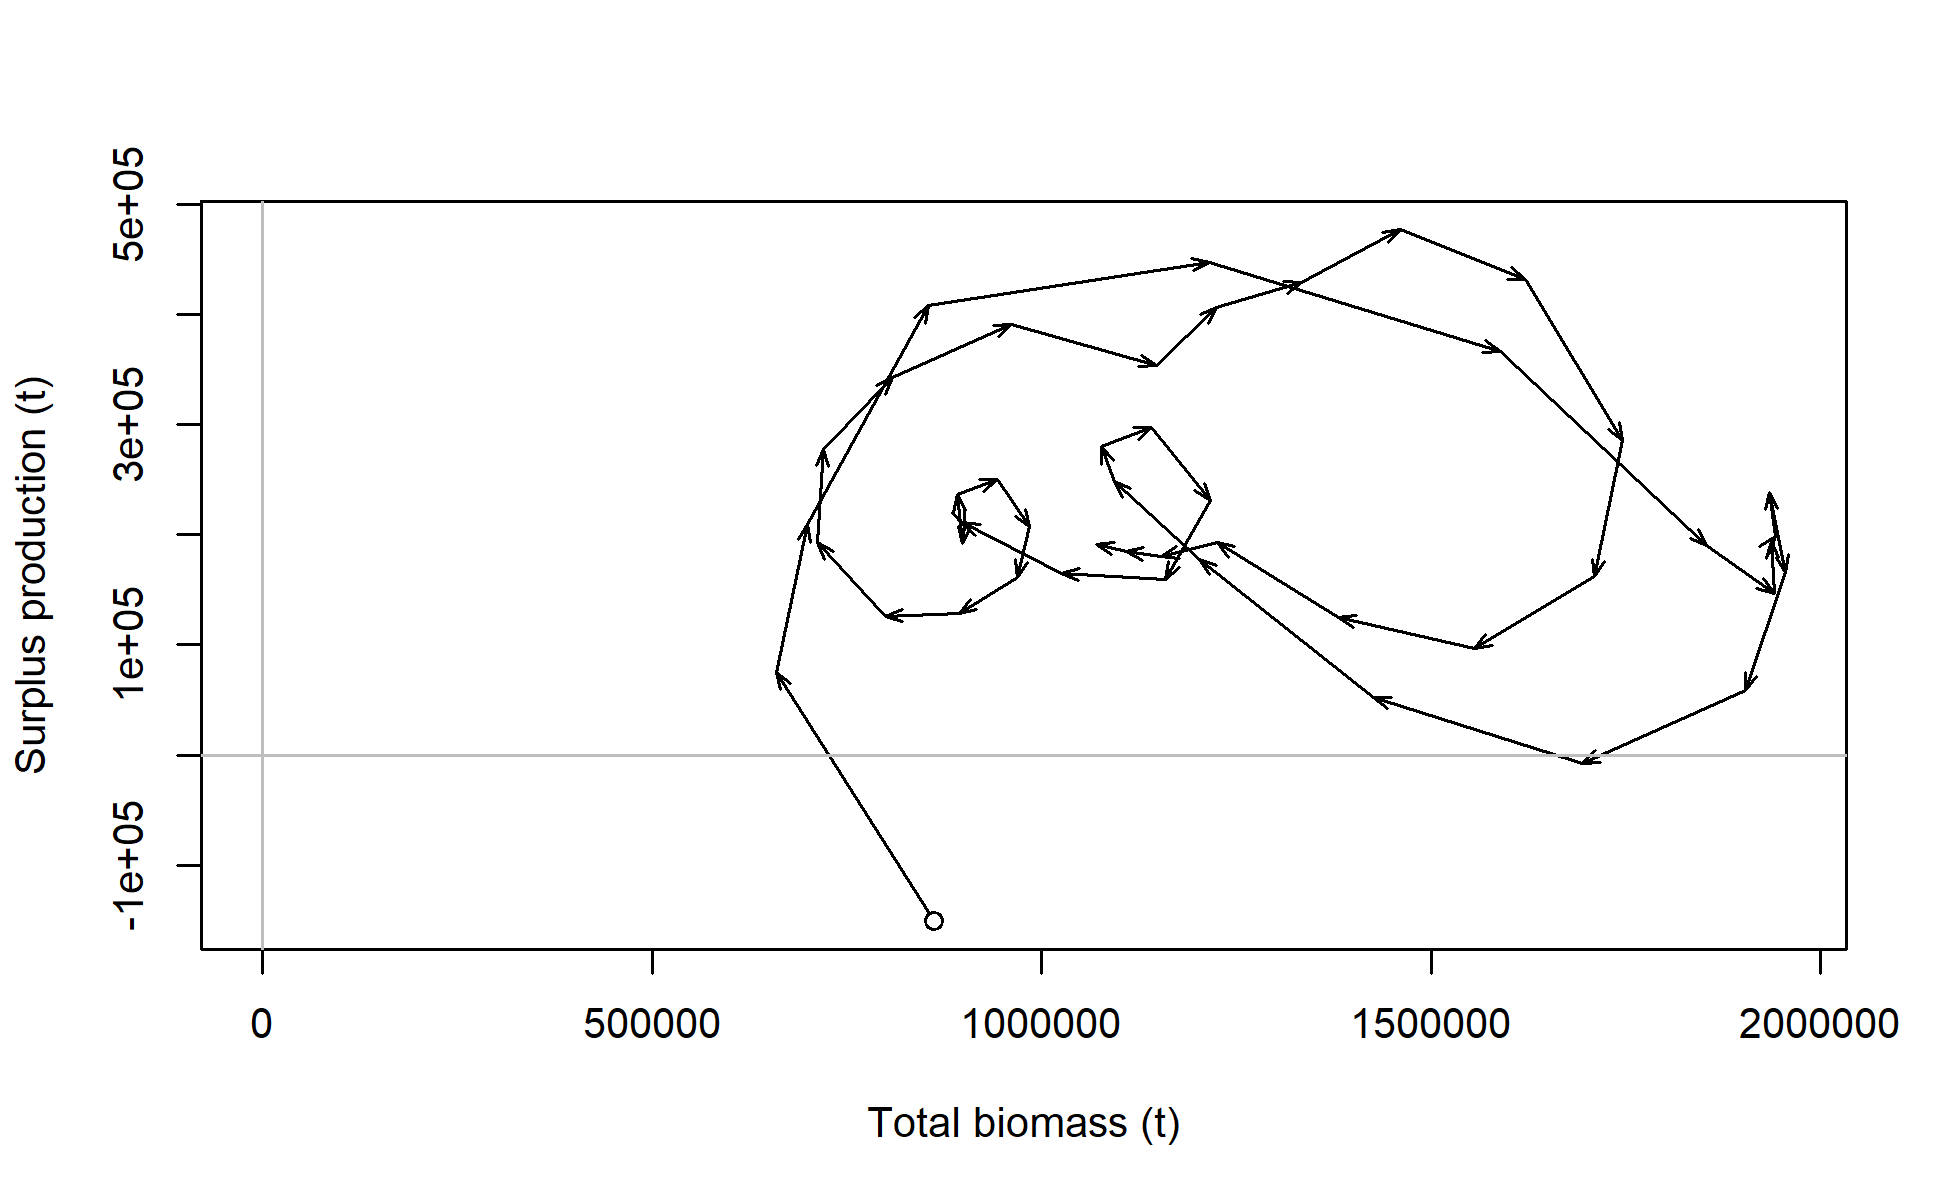 5e+05
3e+05
1e+05
-1e+05
Surplus production (t)
0 500000 1000000 1500000 2000000
Total biomass (t)